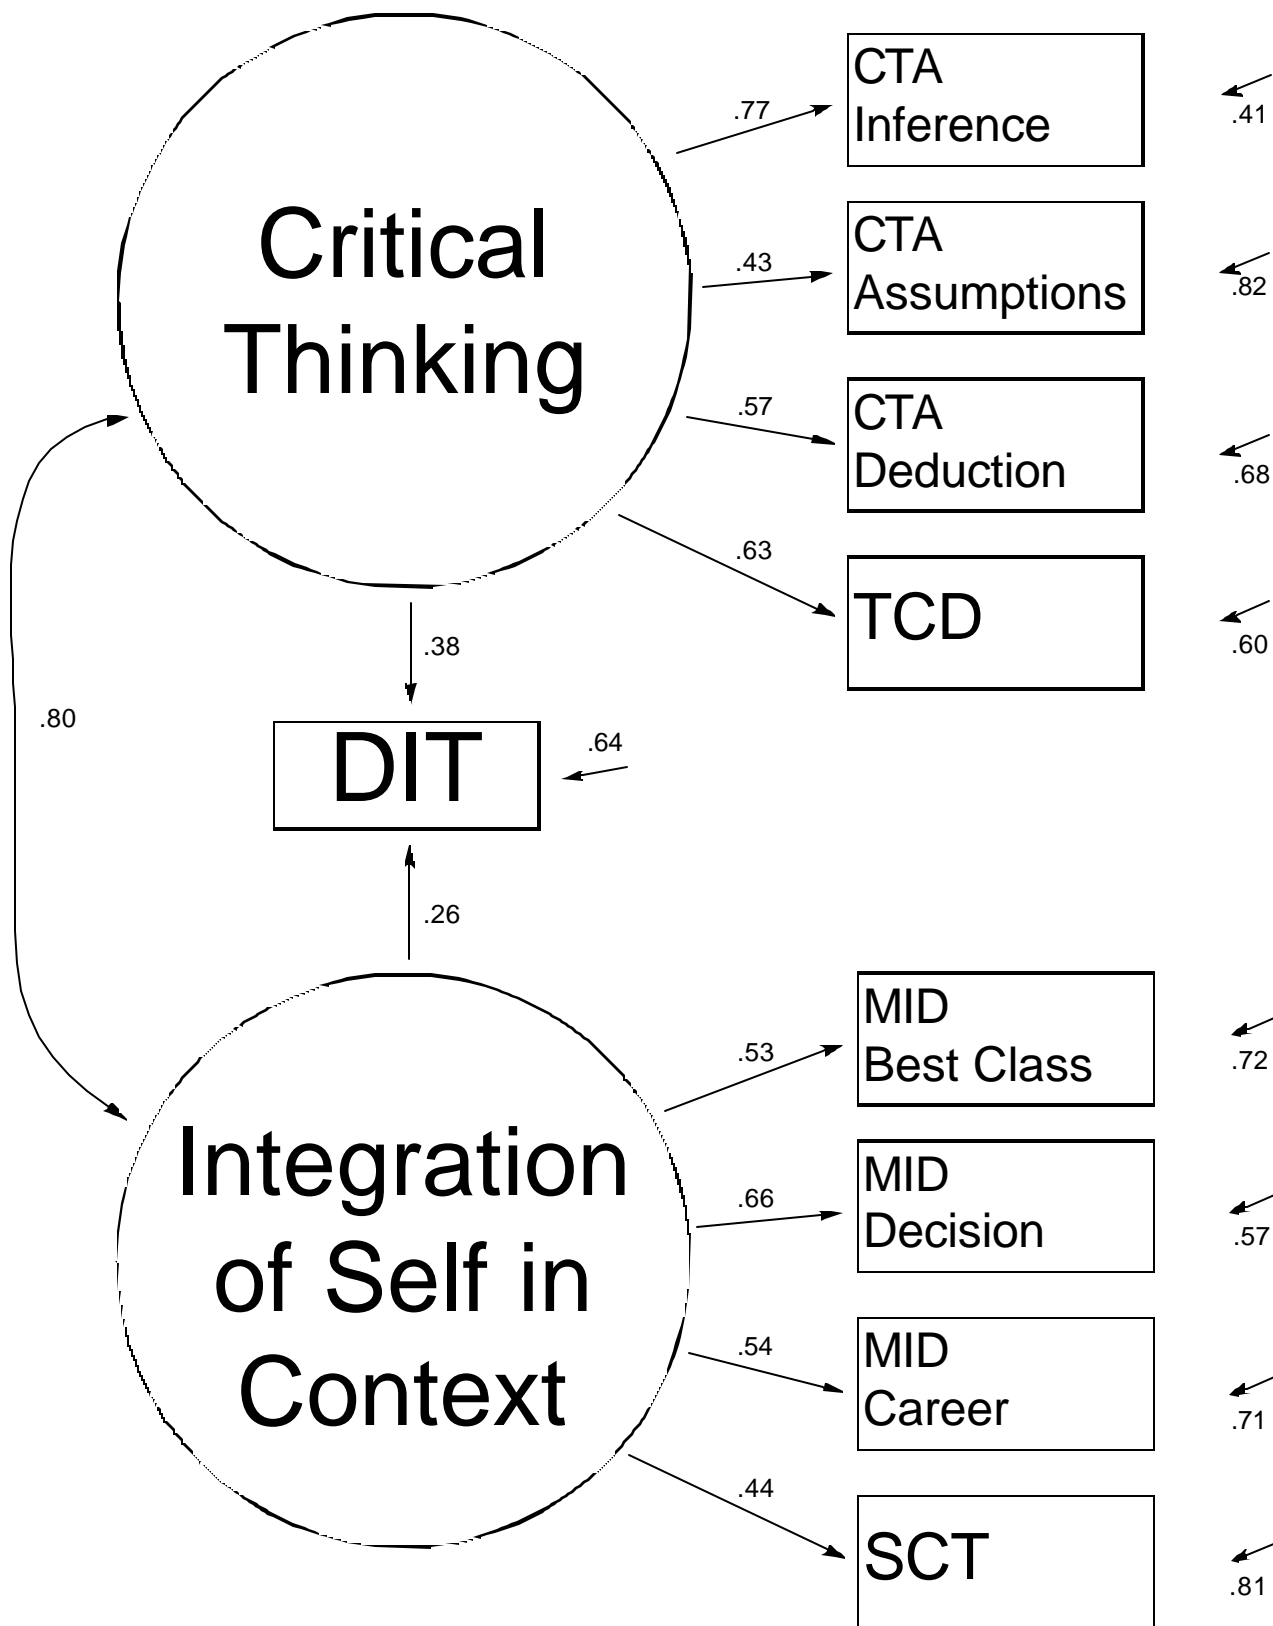 CTA
Inference
.77
.41
CTA
Assumptions
.43
.82
Critical
Thinking
CTA
Deduction
.57
.68
.63
TCD
.60
.38
.80
DIT
.64
.26
MID
Best Class
.53
.72
Integration
of Self in
Context
MID
Decision
.66
.57
MID
Career
.54
.71
.44
SCT
.81